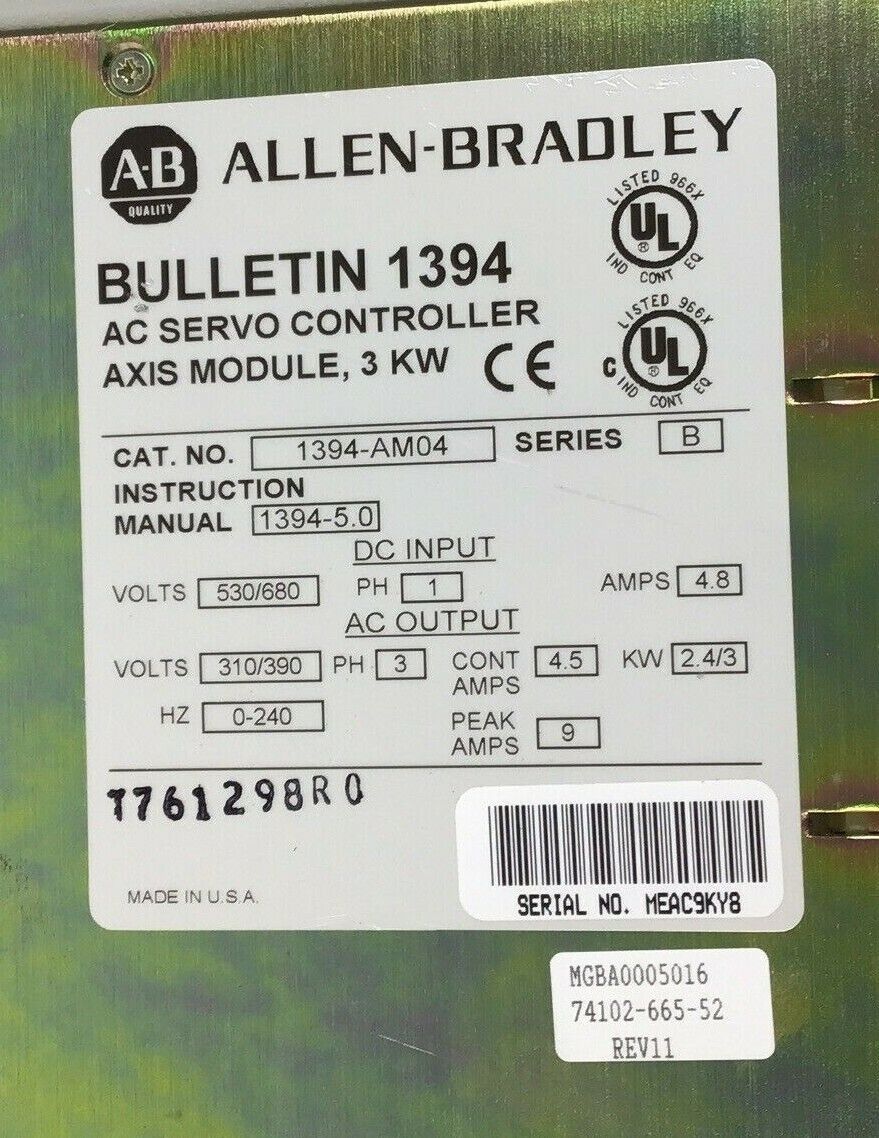 A-B QUALITY ALLEN-BRADLEY
LISTED 966X
UL ®
IND CONT EQ
BULLETIN 1394
AC SERVO CONTROLLER
AXIS MODULE, 3 KW CE
LISTED 966X
C UL ®
IND CONT EQ
CAT. NO. 1394-AM04 SERIES B
INSTRUCTION
MANUAL 1394-5.0
DC INPUT
VOLTS 530/680 PH 1 AMPS 4.8
AC OUTPUT
VOLTS 310/390 PH 3 CONT AMPS 4.5 KW 2.4/3
HZ 0-240 PEAK AMPS 9
1761298R0
MADE IN U.S.A.
SERIAL NO. MEAC9KY8
MGBA0005016
74102-665-52
REV11